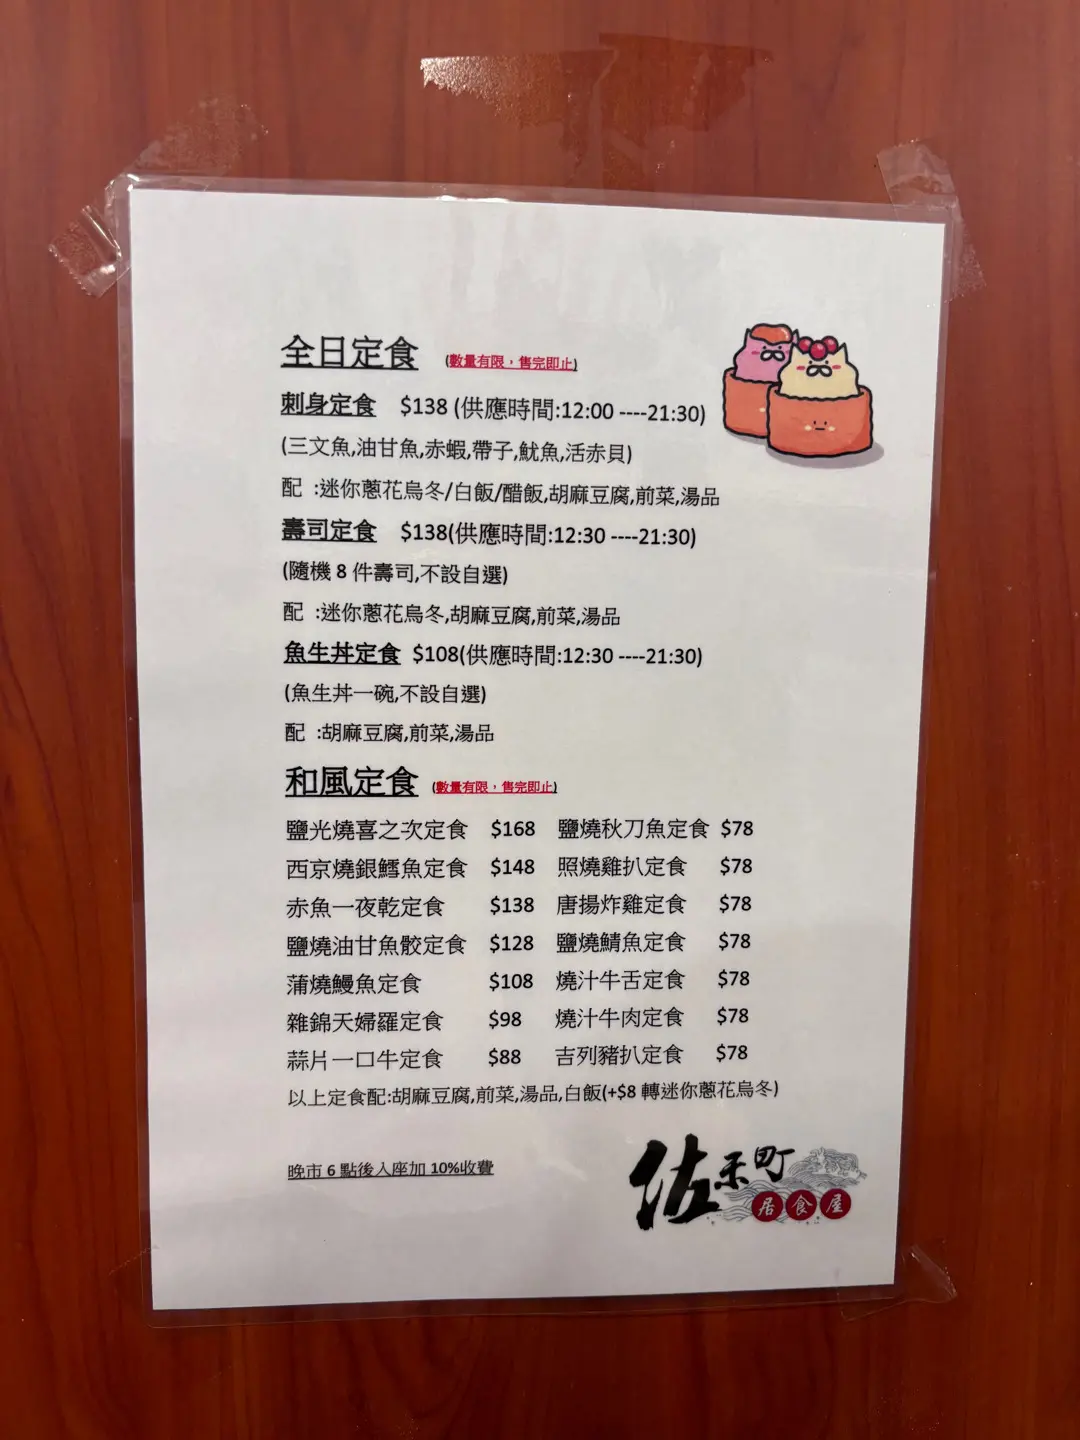 全日定食 (數量有限，售完即止)
刺身定食 $138 (供應時間:12:00 ----21:30)
(三文魚,油甘魚,赤蝦,帶子,魷魚,活赤貝)
配 :迷你蔥花烏冬/白飯/醋飯,胡麻豆腐,前菜,湯品
壽司定食 $138(供應時間:12:30 ----21:30)
(隨機 8 件壽司,不設自選)
配 :迷你蔥花烏冬,胡麻豆腐,前菜,湯品
魚生丼定食 $108(供應時間:12:30 ----21:30)
(魚生丼一碗,不設自選)
配 :胡麻豆腐,前菜,湯品
和風定食 (數量有限，售完即止)
鹽光燒喜之次定食 $168 鹽燒秋刀魚定食 $78
西京燒銀鱈魚定食 $148 照燒雞扒定食 $78
赤魚一夜乾定食 $138 唐揚炸雞定食 $78
鹽燒油甘魚骹定食 $128 鹽燒鯖魚定食 $78
蒲燒鰻魚定食 $108 燒汁牛舌定食 $78
雜錦天婦羅定食 $98 燒汁牛肉定食 $78
蒜片一口牛定食 $88 吉列豬扒定食 $78
以上定食配:胡麻豆腐,前菜,湯品,白飯(+$8 轉迷你蔥花烏冬)
晚市 6 點後入座加 10%收費
佐禾町
居食屋